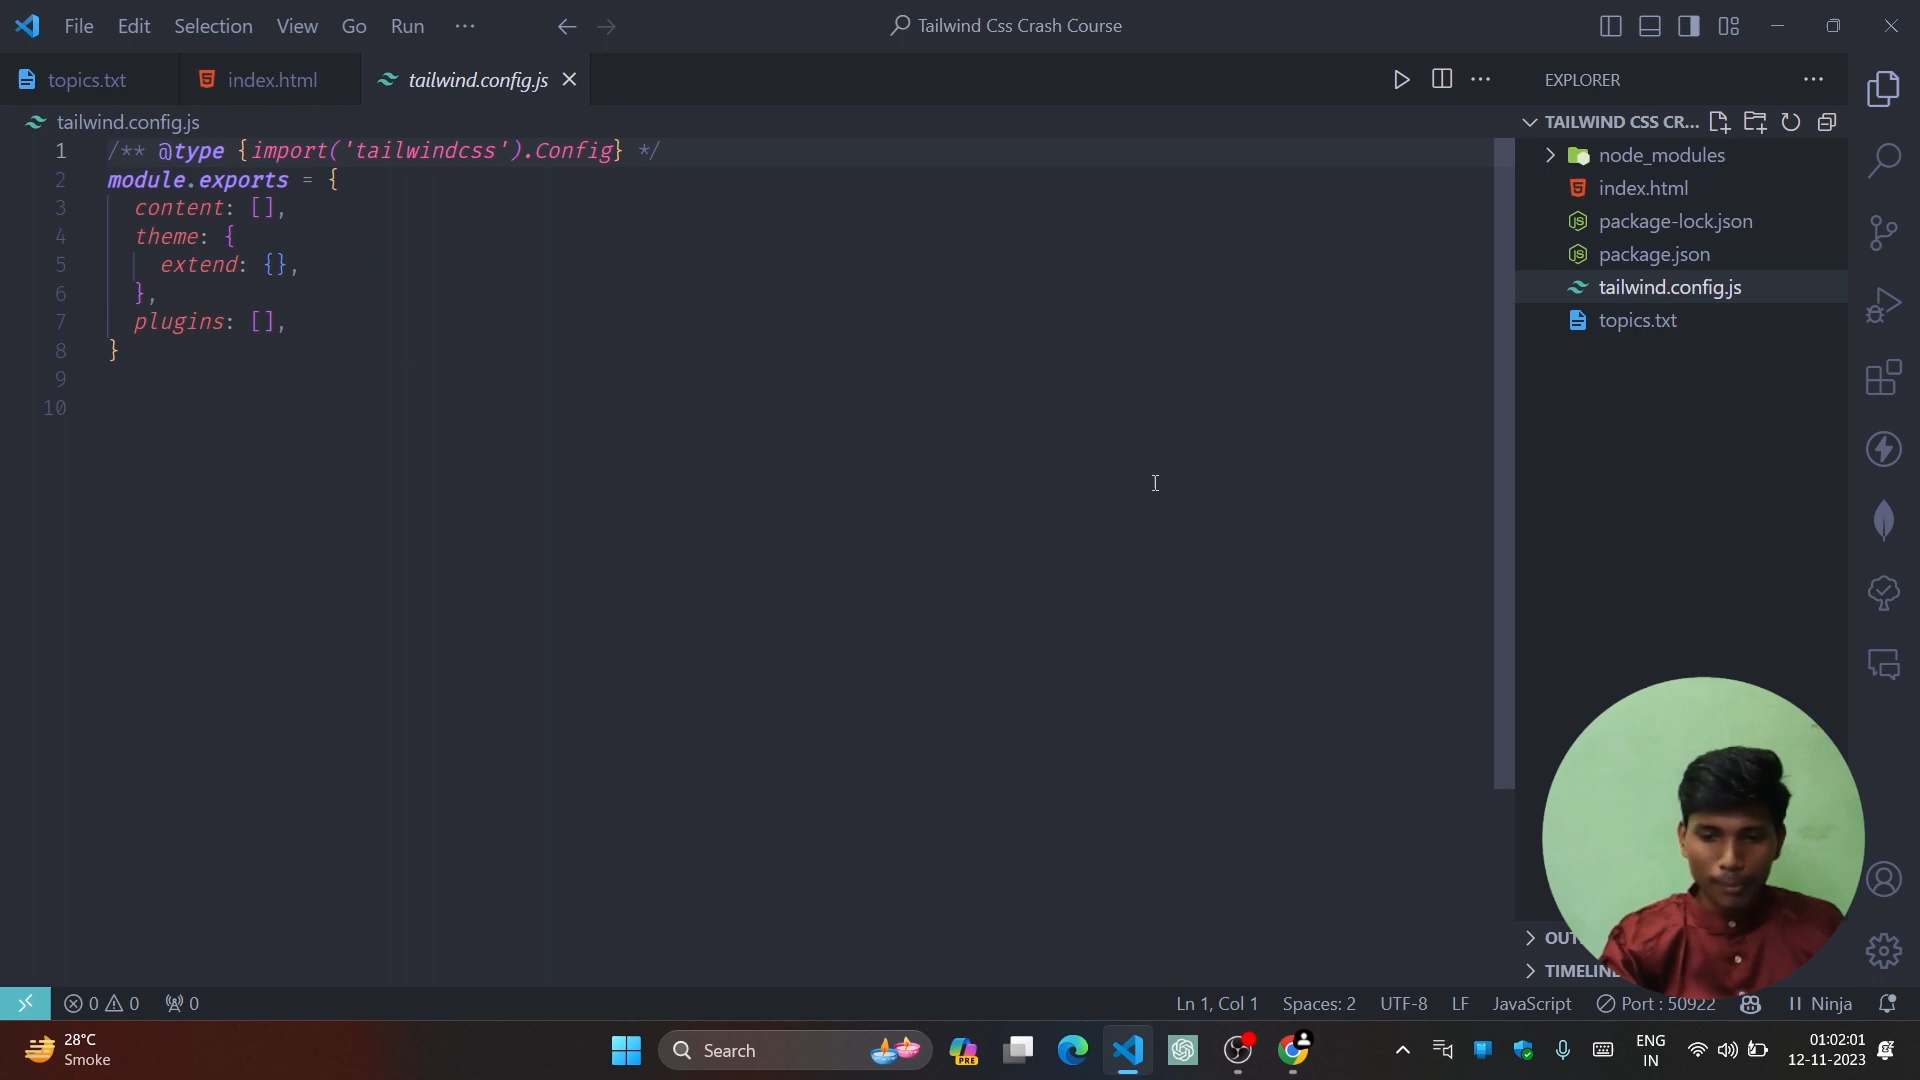 File Edit Selection View Go Run ··· Tailwind Css Crash Course
topics.txt index.html tailwind.config.js
EXPLORER
tailwind.config.js
TAILWIND CSS CR...
1 /** @type {import('tailwindcss').Config} */
2 module.exports = {
3 content: [],
4 theme: {
5 extend: {},
6 },
7 plugins: [],
8 }
9
10
node_modules
index.html
package-lock.json
package.json
tailwind.config.js
topics.txt
TIMELINE
0 0 0 Ln 1, Col 1 Spaces: 2 UTF-8 LF JavaScript Port : 50922 Ninja
28°C
Smoke
Search
PRE
ENG
IN
01:02:01
12-11-2023